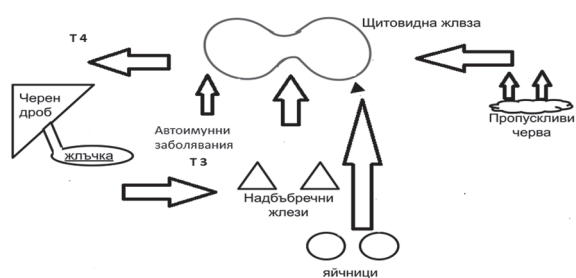 Щитовидна жлвза
Т 4
Черен
дроб
жлъчка
Автоимунни
заболявания
Т 3
Пропускливи
черва
Надбъбречни
жлези
яйчници